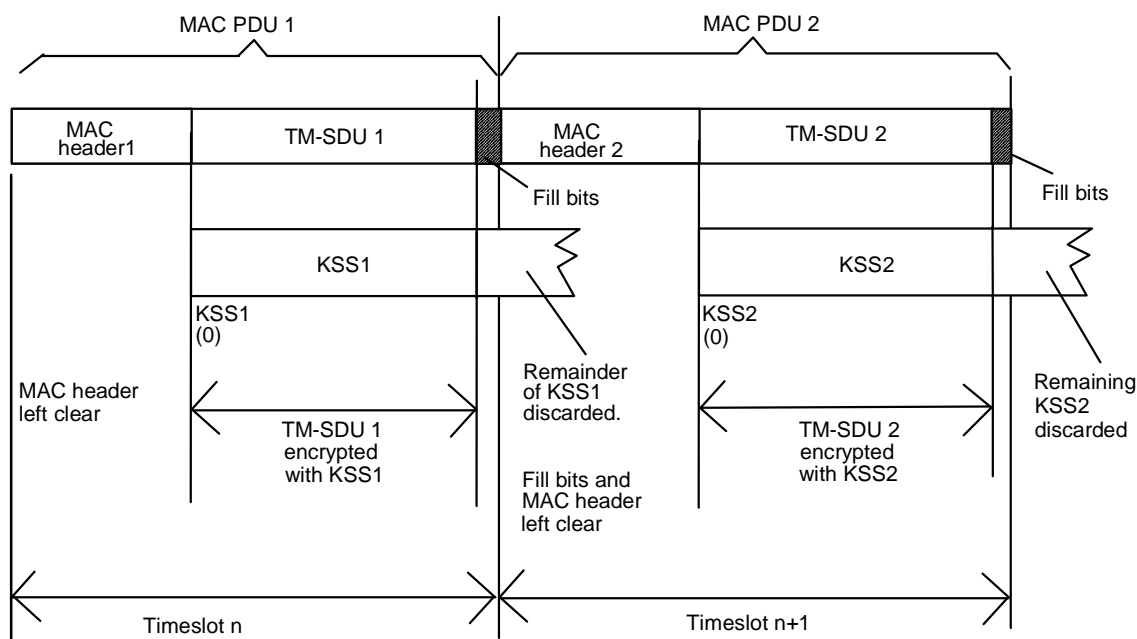 MAC PDU 1
MAC PDU 2
MAC
header1
TM-SDU 1
MAC
header 2
TM-SDU 2
Fill bits
Fill bits
KSS1
KSS2
KSS1
(0)
KSS2
(0)
MAC header
left clear
Remainder
of KSS1
discarded.
Remaining
KSS2
discarded
TM-SDU 1
encrypted
with KSS1
TM-SDU 2
encrypted
with KSS2
Fill bits and
MAC header
left clear
Timeslot n
Timeslot n+1